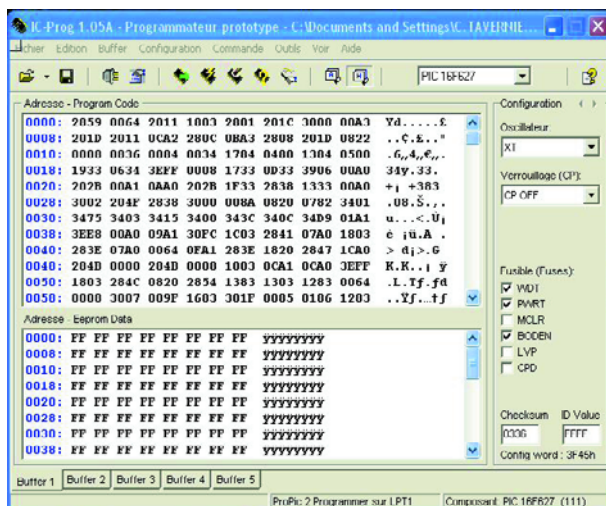 IC-Prog 1.05A - Programmateur prototype - C:\Documents and Settings\C.TAVERNIE...
Fichier Edition Buffer Configuration Commande Outils Voir Aide
PIC 16F627
Adresse - Program Code
0000: 2059 0064 2011 1003 2001 201C 3000 00A3 Yd.....£
0008: 201D 2011 0CA2 280C 0BA3 2808 201D 0822 ..¢.£.."
0010: 0000 0036 0004 0034 1704 0400 1304 0500
0018: 1933 0634 3EFF 0008 1733 0D33 3906 00A0 34ÿ.33.
0020: 202B 00A1 0AA0 202B 1F33 2838 1333 00A0 +¡ +383
0028: 3002 204F 2838 3000 008A 0820 0782 3401 .O8.Š.‚.
0030: 3475 3403 3415 3400 343C 340C 34D9 01A1 u...<.Ù¡
0038: 3EE8 00A0 09A1 30FC 1C03 2841 07A0 1803 è ¡ü.A .
0040: 283E 07A0 0064 0FA1 283E 1820 2847 1CA0 > d¡>.G
0048: 204D 0000 204D 0000 1003 0CA1 0CA0 3EFF
0050: 1803 284C 0820 2854 1383 1303 1283 0064 .L.Tƒ.ƒd
0050: 0000 3007 009F 1603 301F 0005 0106 1203
Adresse - Eeprom Data
0000: FF FF FF FF FF FF FF FF ÿÿÿÿÿÿÿÿ
0008: FF FF FF FF FF FF FF FF ÿÿÿÿÿÿÿÿ
0010: FF FF FF FF FF FF FF FF ÿÿÿÿÿÿÿÿ
0018: FF FF FF FF FF FF FF FF ÿÿÿÿÿÿÿÿ
0020: FF FF FF FF FF FF FF FF ÿÿÿÿÿÿÿÿ
0028: FF FF FF FF FF FF FF FF ÿÿÿÿÿÿÿÿ
0030: FF FF FF FF FF FF FF FF ÿÿÿÿÿÿÿÿ
0038: FF FF FF FF FF FF FF FF ÿÿÿÿÿÿÿÿ
Configuration
Oscillateur:
XT
Verrouillage (CP):
CP OFF
Fusible (Fuses):
WDT
PWRT
MCLR
BODEN
LVP
CPD
Checksum ID Value
0336 FFFF
Config word : 3F45h
Buffer 1 Buffer 2 Buffer 3 Buffer 4 Buffer 5
ProPic 2 Programmer sur LPT1 Composant: PIC 16F627 (111)